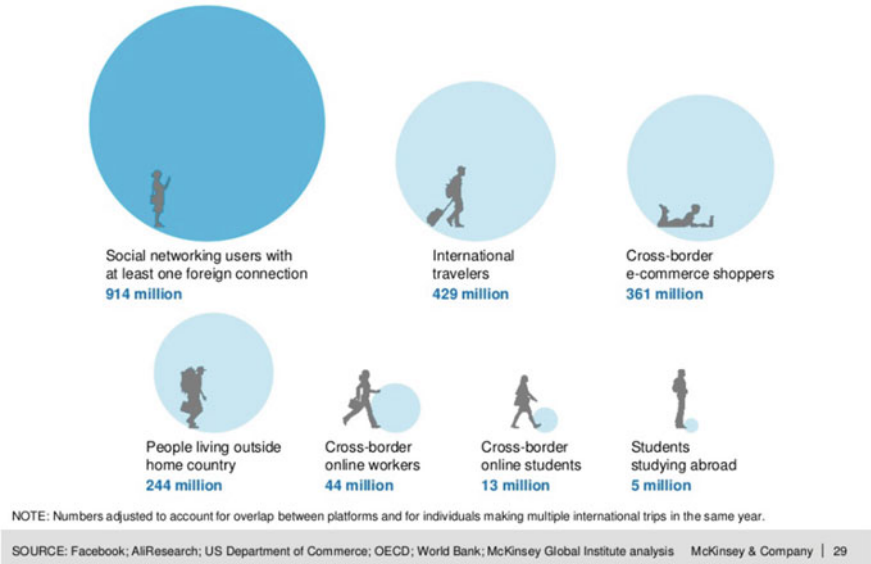 Social networking users with
at least one foreign connection
914 million
International
travelers
429 million
Cross-border
e-commerce shoppers
361 million
People living outside
home country
244 million
Cross-border
online workers
44 million
Cross-border
online students
13 million
Students
studying abroad
5 million
NOTE: Numbers adjusted to account for overlap between platforms and for individuals making multiple international trips in the same year.
SOURCE: Facebook; AliResearch; US Department of Commerce; OECD; World Bank; McKinsey Global Institute analysis McKinsey & Company | 29